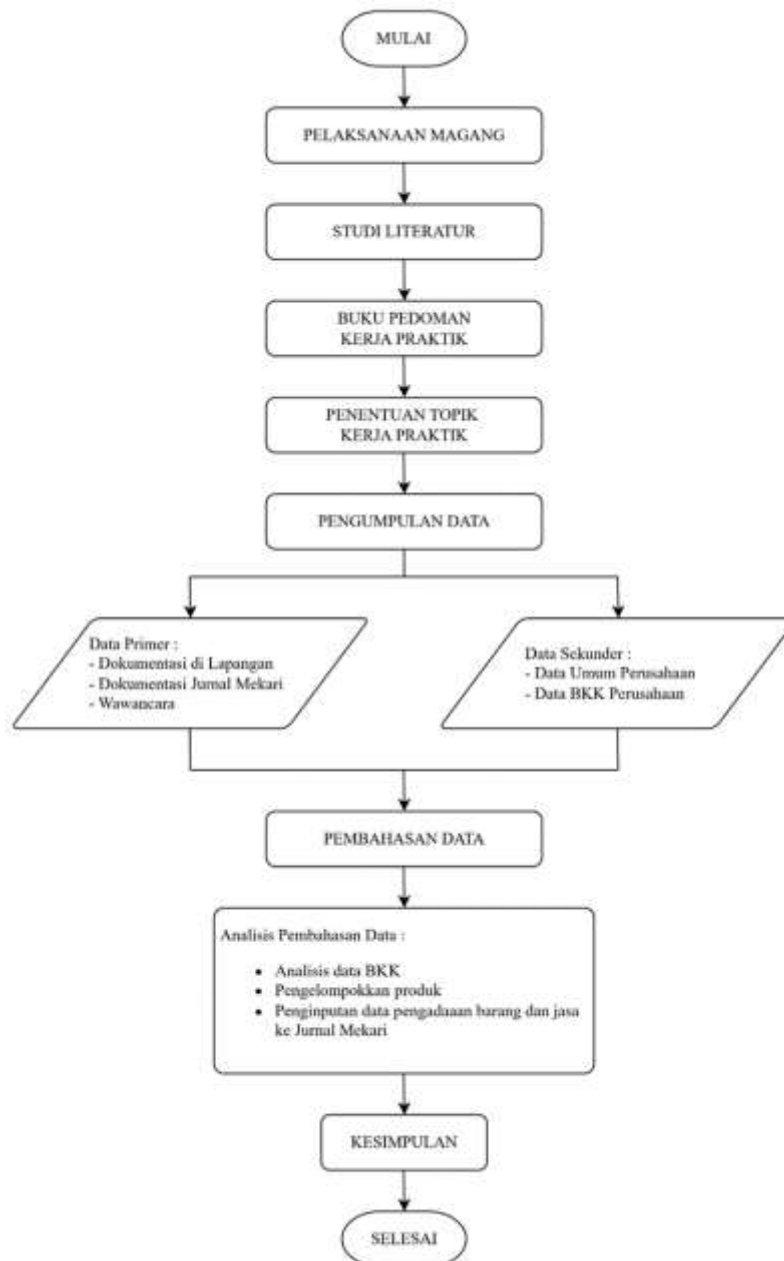 MULAI
PELAKSANAAN MAGANG
STUDI LITERATUR
BUKU PEDOMAN
KERJA PRAKTIK
PENENTUAN TOPIK
KERJA PRAKTIK
PENGUMPULAN DATA
Data Primer :
- Dokumentasi di Lapangan
- Dokumentasi Jurnal Mekari
- Wawancara
Data Sekunder :
- Data Umum Perusahaan
- Data BKK Perusahaan
PEMBAHASAN DATA
Analisis Pembahasan Data :
• Analisis data BKK
• Pengelompokkan produk
• Penginputan data pengadaaan barang dan jasa
ke Jurnal Mekari
KESIMPULAN
SELESAI